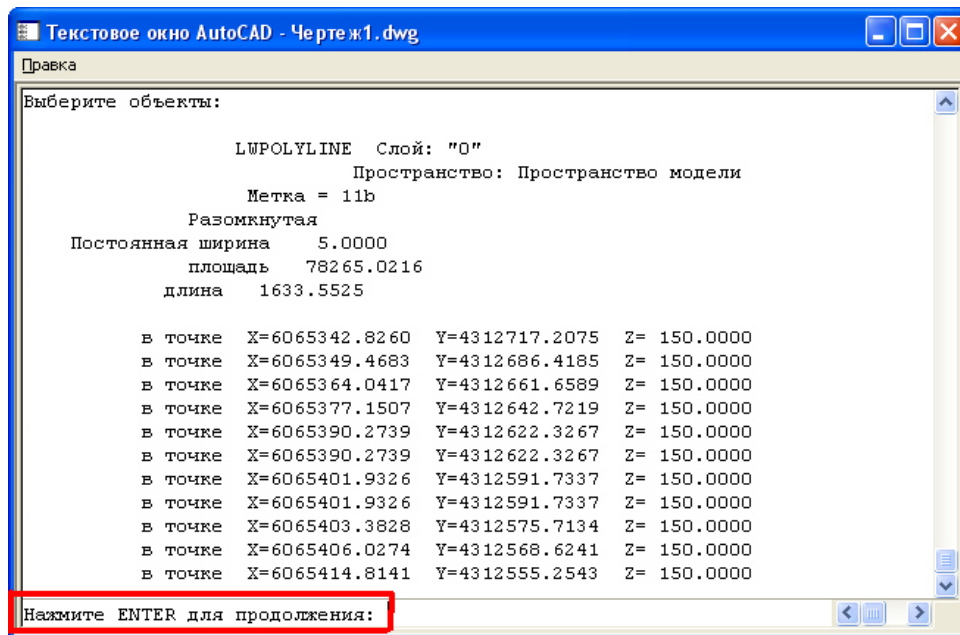 Текстовое окно AutoCAD - Чертеж1.dwg
Правка
Выберите объекты:
LWPOLYLINE Слой: "0"
Пространство: Пространство модели
Метка = 11b
Разомкнутая
Постоянная ширина 5.0000
площадь 78265.0216
длина 1633.5525
в точке X=6065342.8260 Y=4312717.2075 Z= 150.0000
в точке X=6065349.4683 Y=4312686.4185 Z= 150.0000
в точке X=6065364.0417 Y=4312661.6589 Z= 150.0000
в точке X=6065377.1507 Y=4312642.7219 Z= 150.0000
в точке X=6065390.2739 Y=4312622.3267 Z= 150.0000
в точке X=6065390.2739 Y=4312622.3267 Z= 150.0000
в точке X=6065401.9326 Y=4312591.7337 Z= 150.0000
в точке X=6065401.9326 Y=4312591.7337 Z= 150.0000
в точке X=6065403.3828 Y=4312575.7134 Z= 150.0000
в точке X=6065406.0274 Y=4312568.6241 Z= 150.0000
в точке X=6065414.8141 Y=4312555.2543 Z= 150.0000
Нажмите ENTER для продолжения: